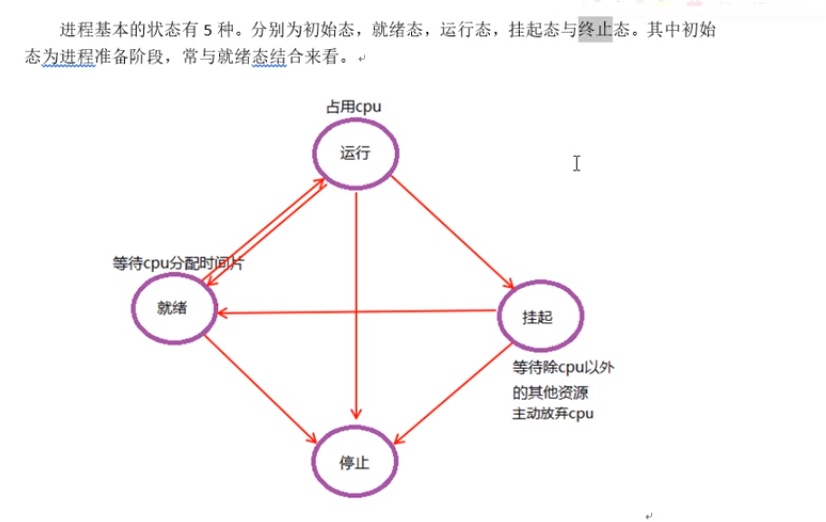 进程基本的状态有 5 种。分别为初始态，就绪态，运行态，挂起态与终止态。其中初始
态为进程准备阶段，常与就绪态结合来看。
占用cpu
运行
等待cpu分配时间片
就绪
挂起
等待除cpu以外
的其他资源
主动放弃cpu
停止